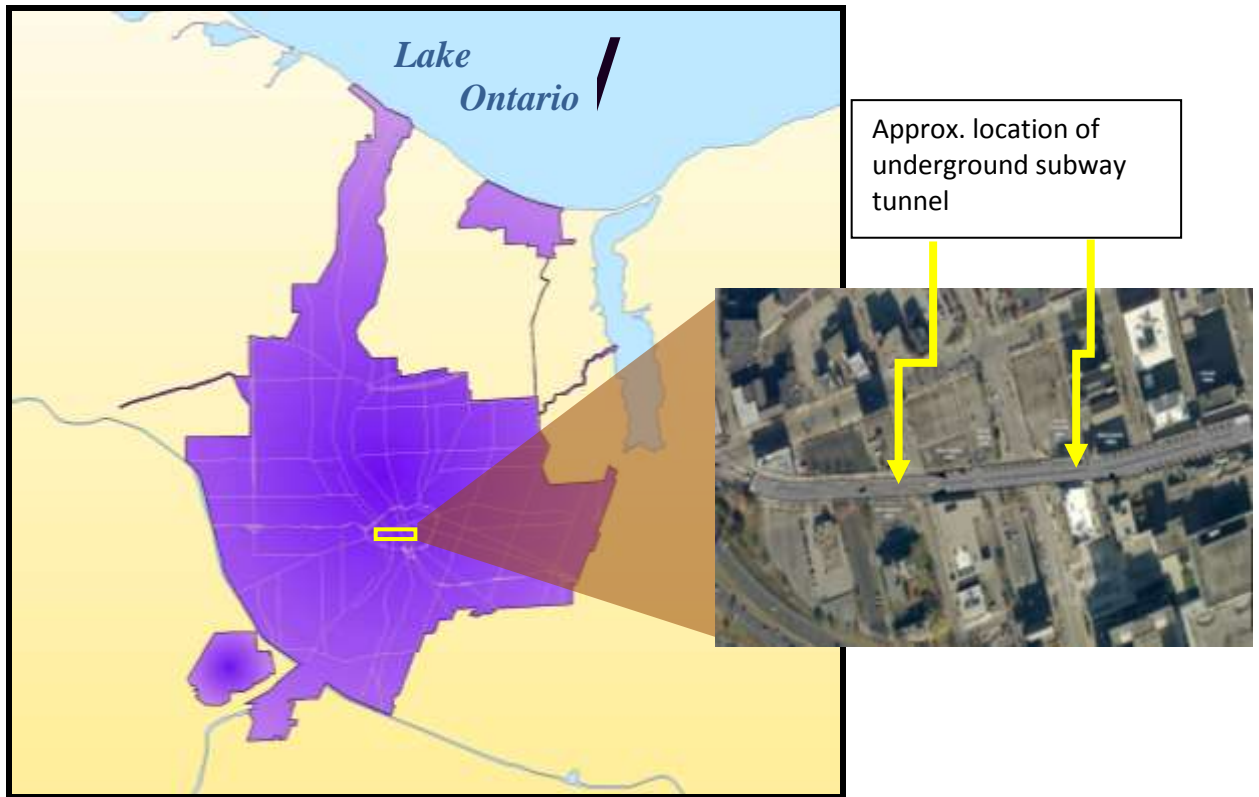 Lake
Ontario
Approx. location of
underground subway
tunnel